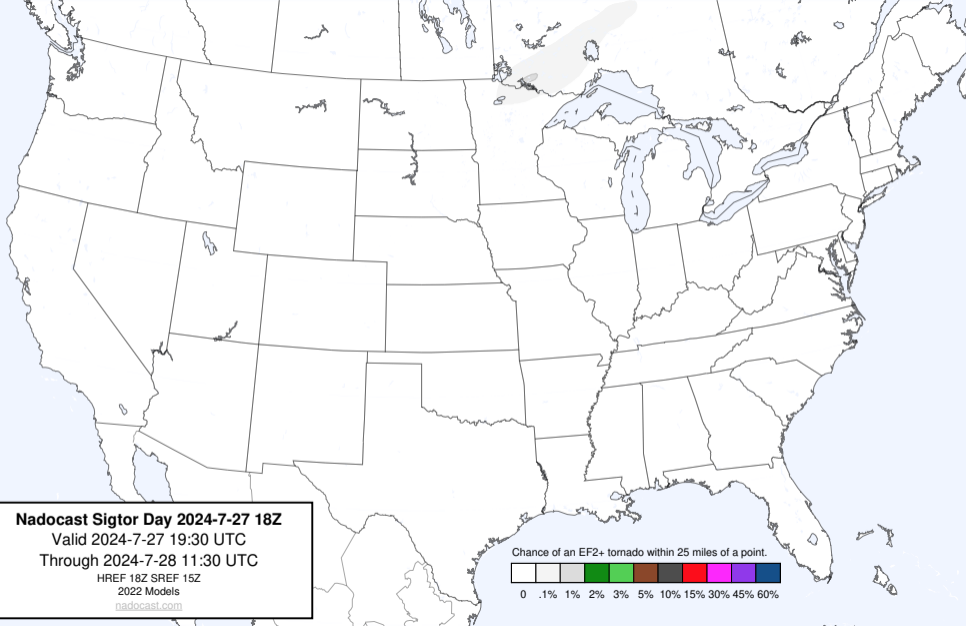 Nadocast Sigtor Day 2024-7-27 18Z
Valid 2024-7-27 19:30 UTC
Through 2024-7-28 11:30 UTC
HREF 18Z SREF 15Z
2022 Models
nadocast.com
Chance of an EF2+ tornado within 25 miles of a point.
0 .1% 1% 2% 3% 5% 10% 15% 30% 45% 60%